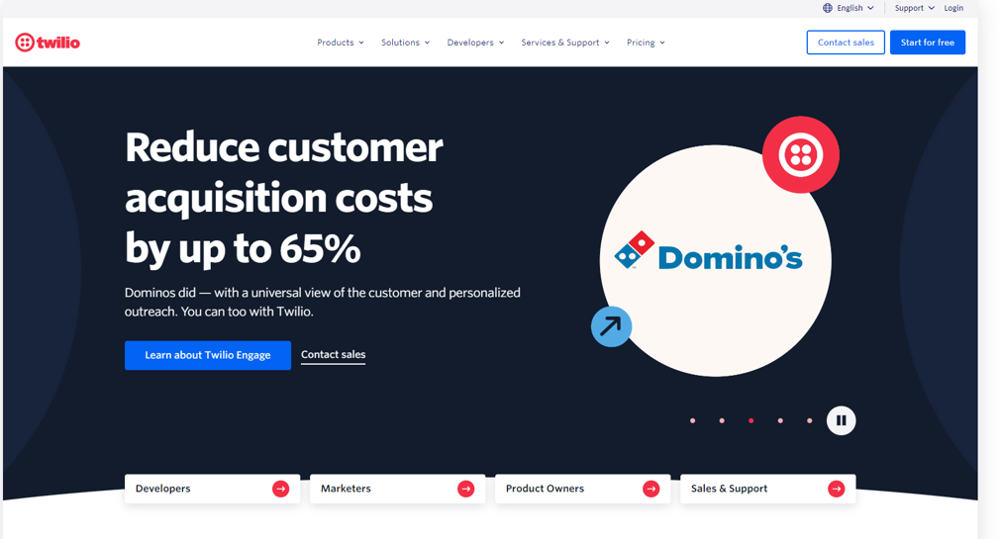 English
Support
Login
twilio
Products
Solutions
Developers
Services & Support
Pricing
Contact sales
Start for free
Reduce customer
acquisition costs
by up to 65%
Dominos did — with a universal view of the customer and personalized
outreach. You can too with Twilio.
Learn about Twilio Engage
Contact sales
Domino's
Developers
Marketers
Product Owners
Sales & Support